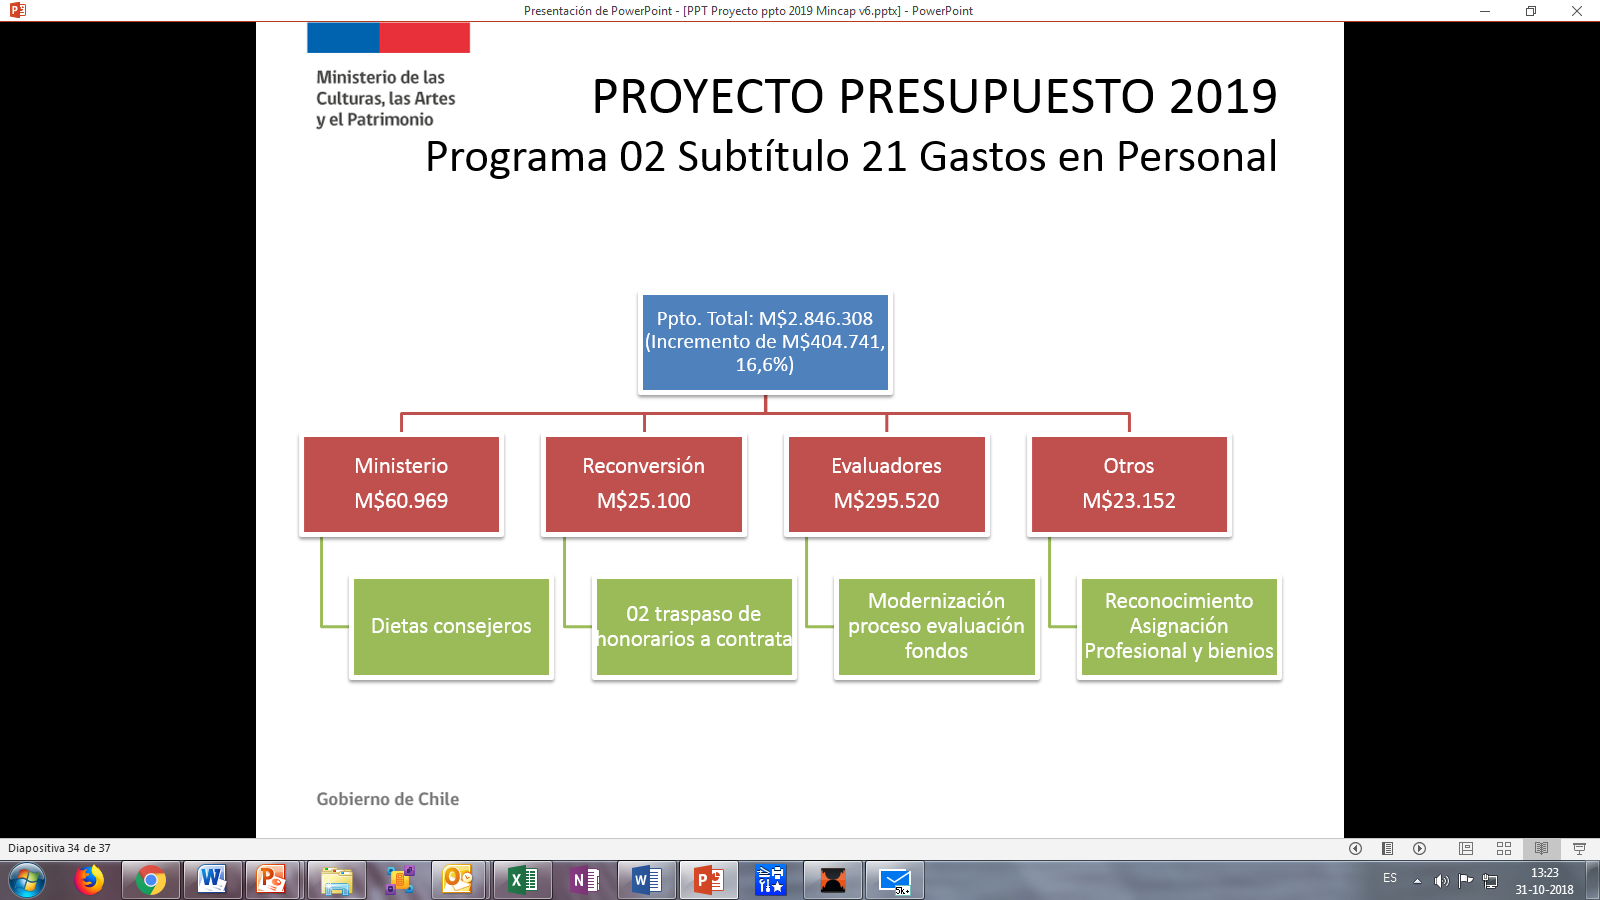 Presentación de PowerPoint - [PPT Proyecto ppto 2019 Mincap v6.pptx] - PowerPoint
Ministerio de las
Culturas, las Artes
y el Patrimonio
PROYECTO PRESUPUESTO 2019
Programa 02 Subtítulo 21 Gastos en Personal
Ppto. Total: M$2.846.308
(Incremento de M$404.741,
16,6%)
Ministerio
M$60.969
Reconversión
M$25.100
Evaluadores
M$295.520
Otros
M$23.152
Dietas consejeros
02 traspaso de
honorarios a contrata
Modernización
proceso evaluación
fondos
Reconocimiento
Asignación
Profesional y bienios
Gobierno de Chile
Diapositiva 34 de 37
5k+
ES
13:23
31-10-2018